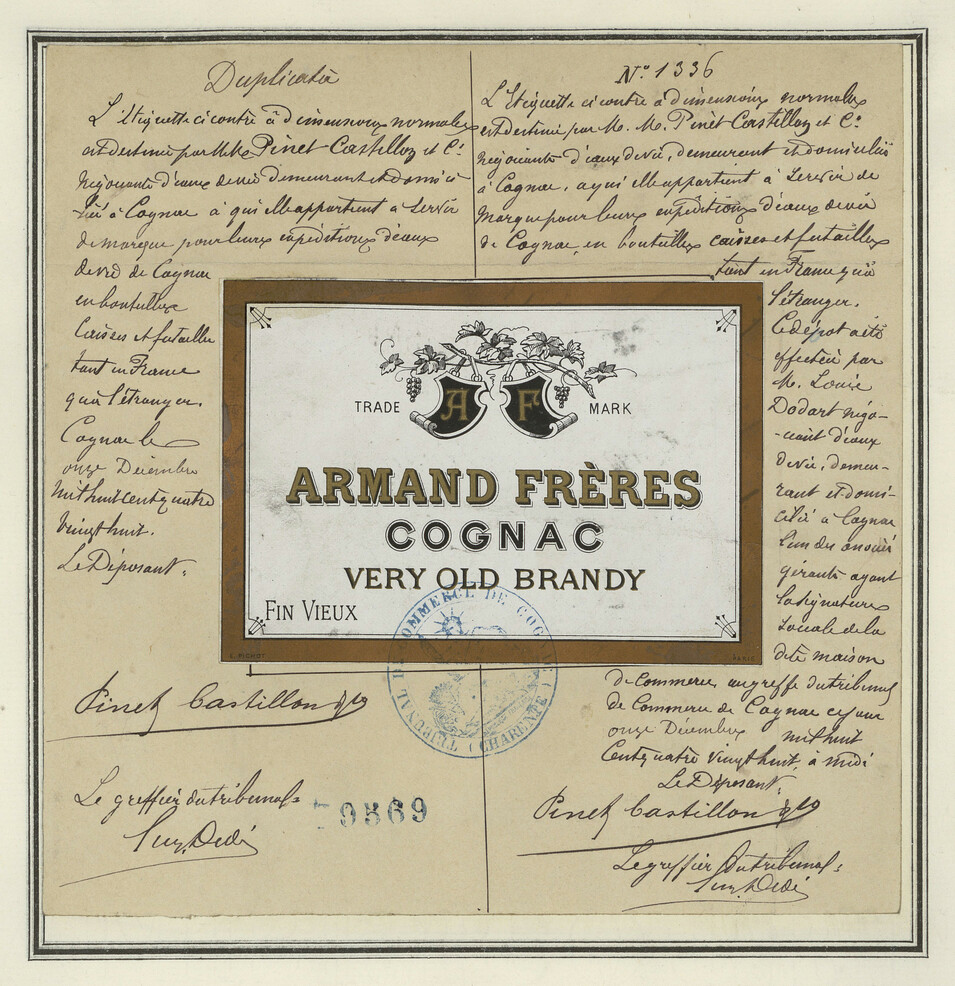 Duplicata
L'Etiquette ci contre à dimensions normales
est destinée par MM. Pinet Castillon et Cie
négociants d'eaux de vie demeurant et domici
liés à Cognac à qui elle appartient à servir
de marque pour leurs expéditions d'eaux
de vie de Cognac
en bouteilles
caisses et futailles
tant en France
qu'à l'étranger.
Cognac le
onze Décembre
mil huit cent quatre
vingt huit.
Le Déposant:
Pinet Castillon & Co
Le greffier du tribunal=
79869
No 1336
L'Etiquette ci contre à dimensions normales
est destinée par M. M. Pinet Castillon et Cie
négociants d'eaux de vie, demeurant et domiciliés
à Cognac, à qui elle appartient à servir de
Marque pour leurs expéditions d'eaux de vie
de Cognac, en bouteilles caisses et futailles
tant en France qu'à
l'étranger.
Ce dépôt a été
effectué par
M. Louis
Dodart négo-
-ciant d'eaux
de vie, demeu-
rant et domi-
cilié à Cognac
l'un des associés
gérants ayant
la signature
sociale de la
dite maison
de Commerce, au greffe du tribunal
de Commerce de Cognac ce jour
onze Décembre mil huit
Cent quatre vingt huit, à midi
Le Déposant:
Pinet Castillon & Co
Le greffier du tribunal:
TRADE AF MARK
ARMAND FRÈRES
COGNAC
VERY OLD BRANDY
FIN VIEUX
PARIS
TRIBUNAL DE COMMERCE DE COGNAC
(CHARENTE)